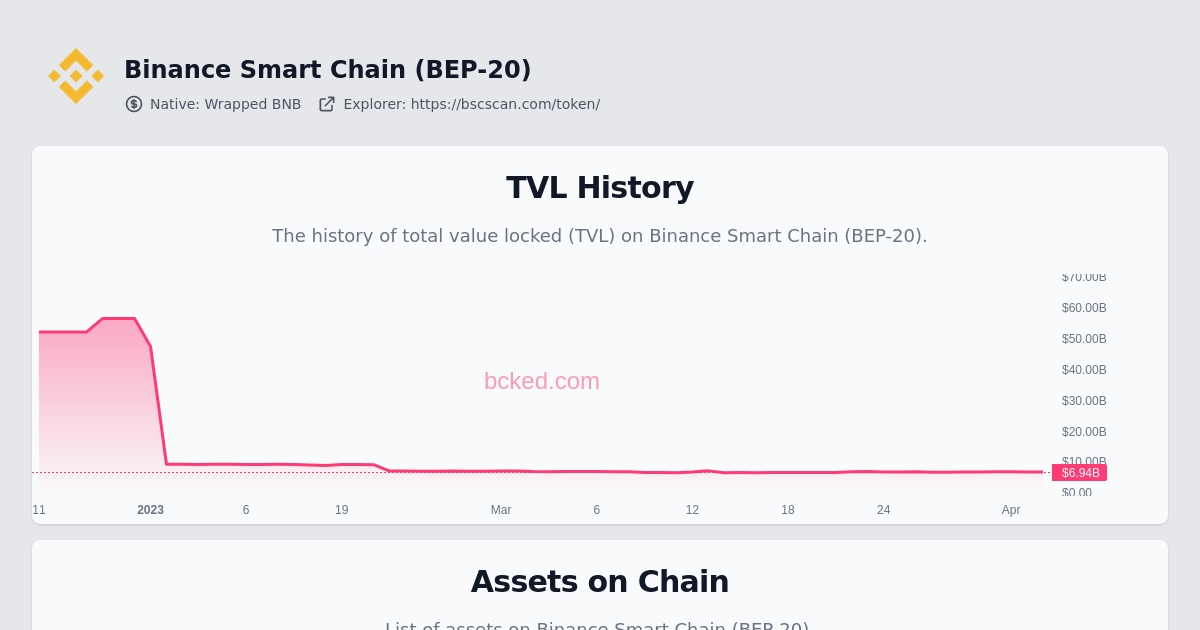 Binance Smart Chain (BEP-20)
Native: Wrapped BNB Explorer: https://bscscan.com/token/
TVL History
The history of total value locked (TVL) on Binance Smart Chain (BEP-20).
$70.00B
$60.00B
$50.00B
$40.00B
$30.00B
$20.00B
$10.00B
$6.94B
$0.00
bcked.com
11 2023 6 19 Mar 6 12 18 24 Apr
Assets on Chain
List of assets on Binance Smart Chain (BEP-20).